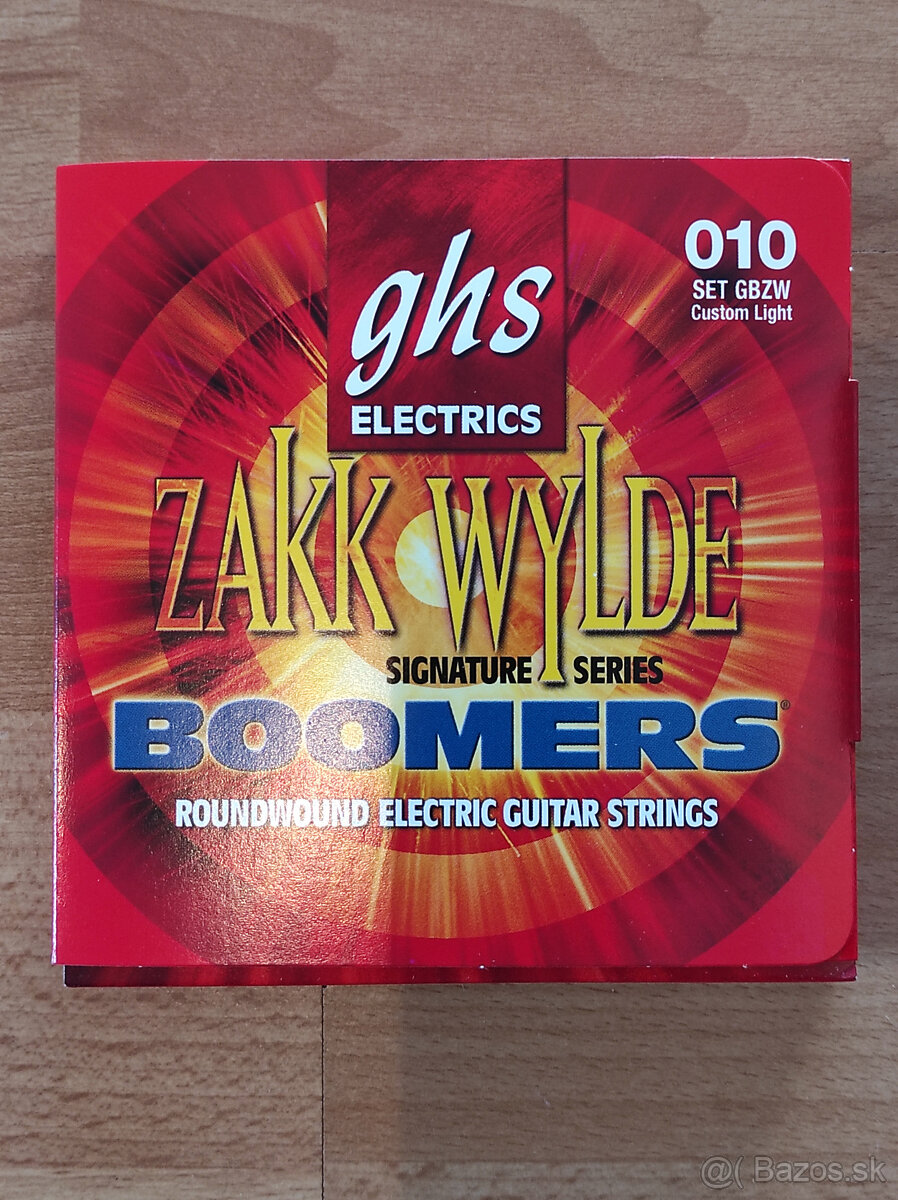 ghs
ELECTRICS
010
SET GBZW
Custom Light
ZAKK WYLDE
SIGNATURE SERIES
BOOMERS®
ROUNDWOUND ELECTRIC GUITAR STRINGS
@( Bazos.sk